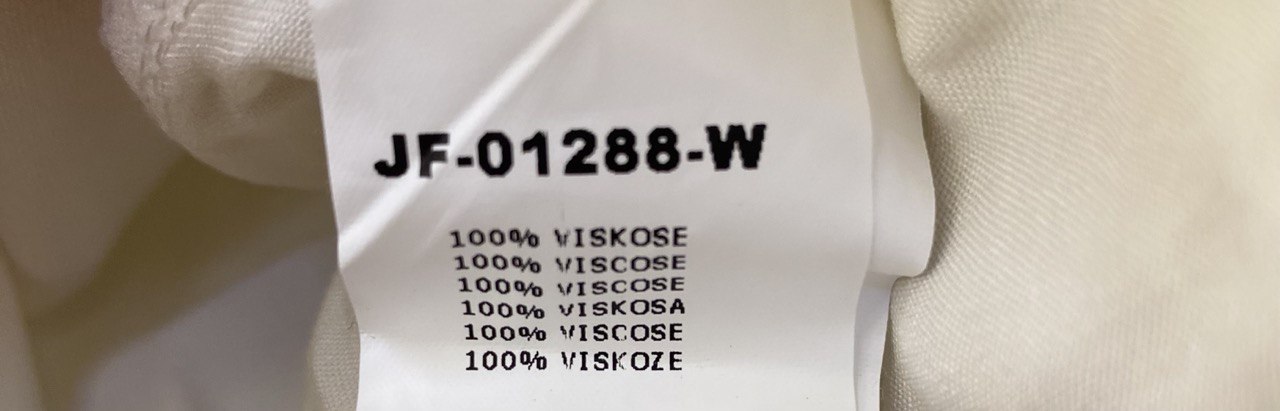 JF-01288-W
100% VISKOSE
100% VISCOSE
100% VISCOSE
100% VISKOSA
100% VISCOSE
100% VISKOZE